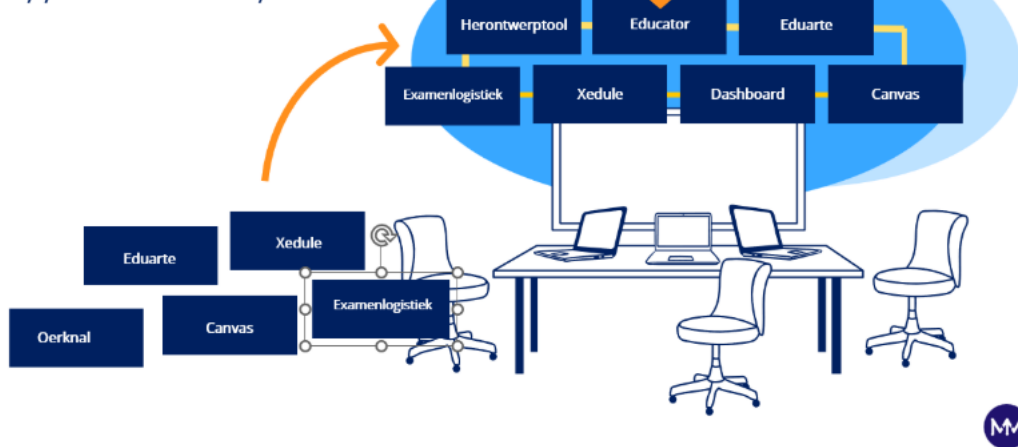 Herontwerptool
Educator
Eduarte
Examenlogistiek
Xedule
Dashboard
Canvas
Xedule
Eduarte
Examenlogistiek
Canvas
Oerknal